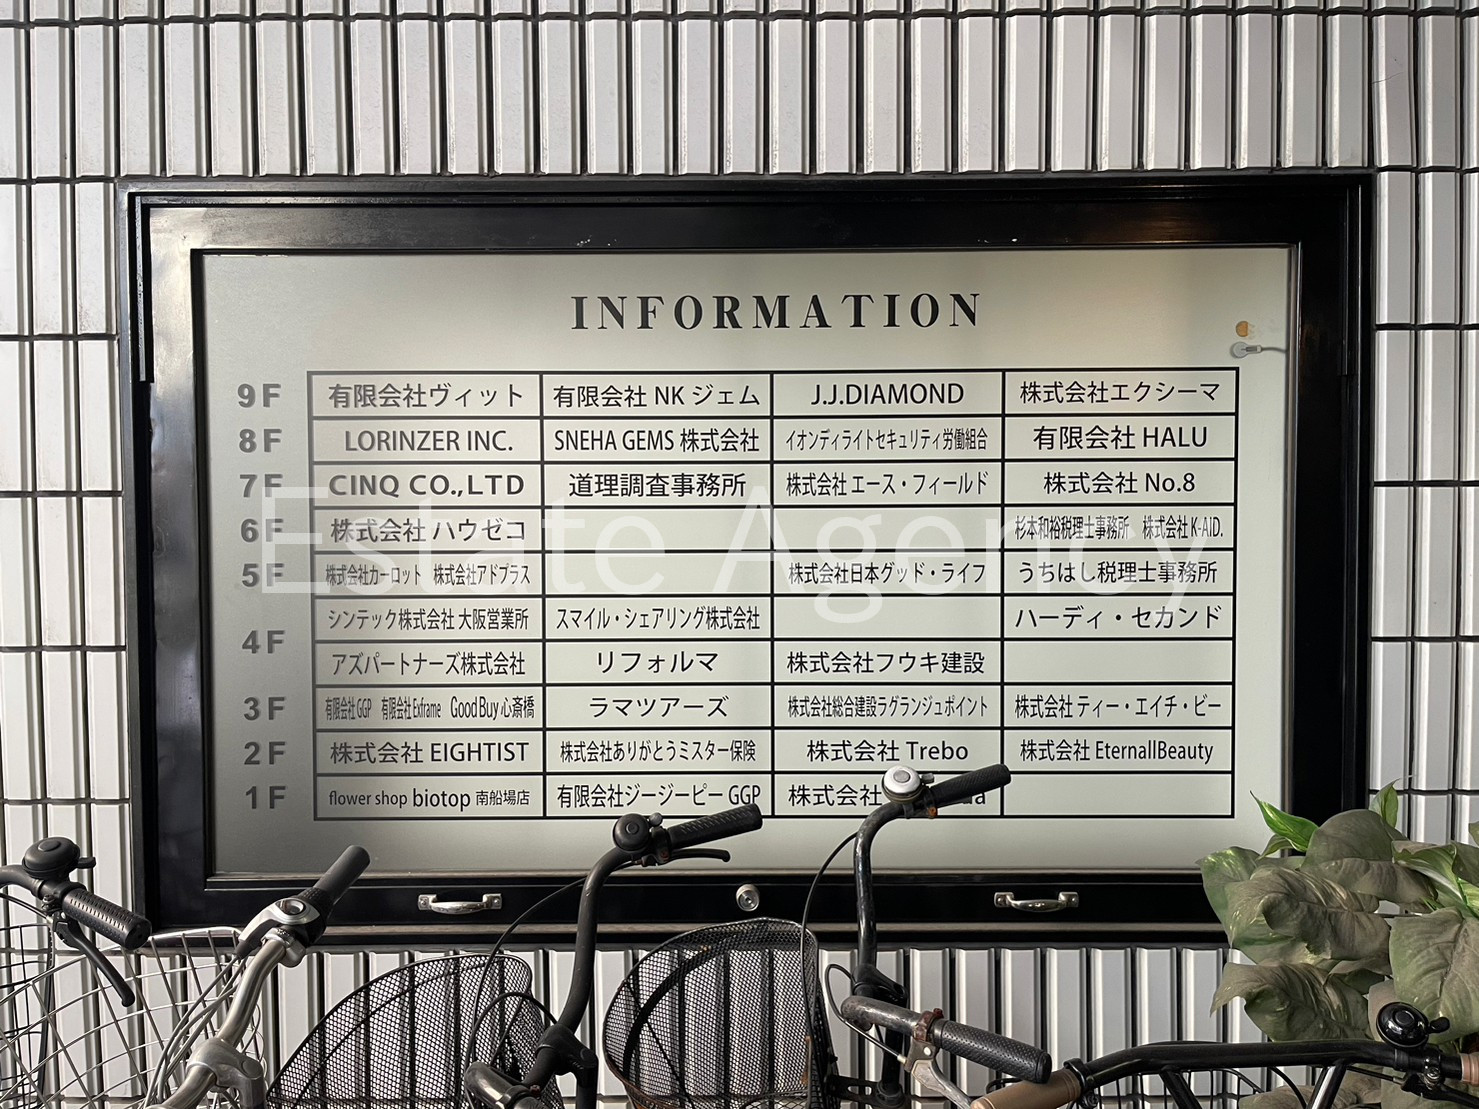 INFORMATION
9F 有限会社ヴィット 有限会社 NK ジェム J.J.DIAMOND 株式会社エクシーマ
8F LORINZER INC. SNEHA GEMS 株式会社 イオンディライトセキュリティ労働組合 有限会社 HALU
7F CINQ CO.,LTD 道理調査事務所 株式会社 エース・フィールド 株式会社 No.8
6F 株式会社 ハウゼコ 杉本和裕税理士事務所 株式会社 K-AID.
5F 株式会社カーロット 株式会社アドプラス 株式会社日本グッド・ライフ うちはし税理士事務所
4F シンテック株式会社 大阪営業所 スマイル・シェアリング株式会社 ハーディ・セカンド
アズパートナーズ株式会社 リフォルマ 株式会社フウキ建設
3F 有限会社 GGP 有限会社 Exframe Good Buy 心斎橋 ラマツアーズ 株式会社総合建設ラグランジュポイント 株式会社 ティー・エイチ・ビー
2F 株式会社 EIGHTIST 株式会社ありがとうミスター保険 株式会社 Trebo 株式会社 EternallBeauty
1F flower shop biotop 南船場店 有限会社ジージーピー GGP 株式会社
Estate Agency